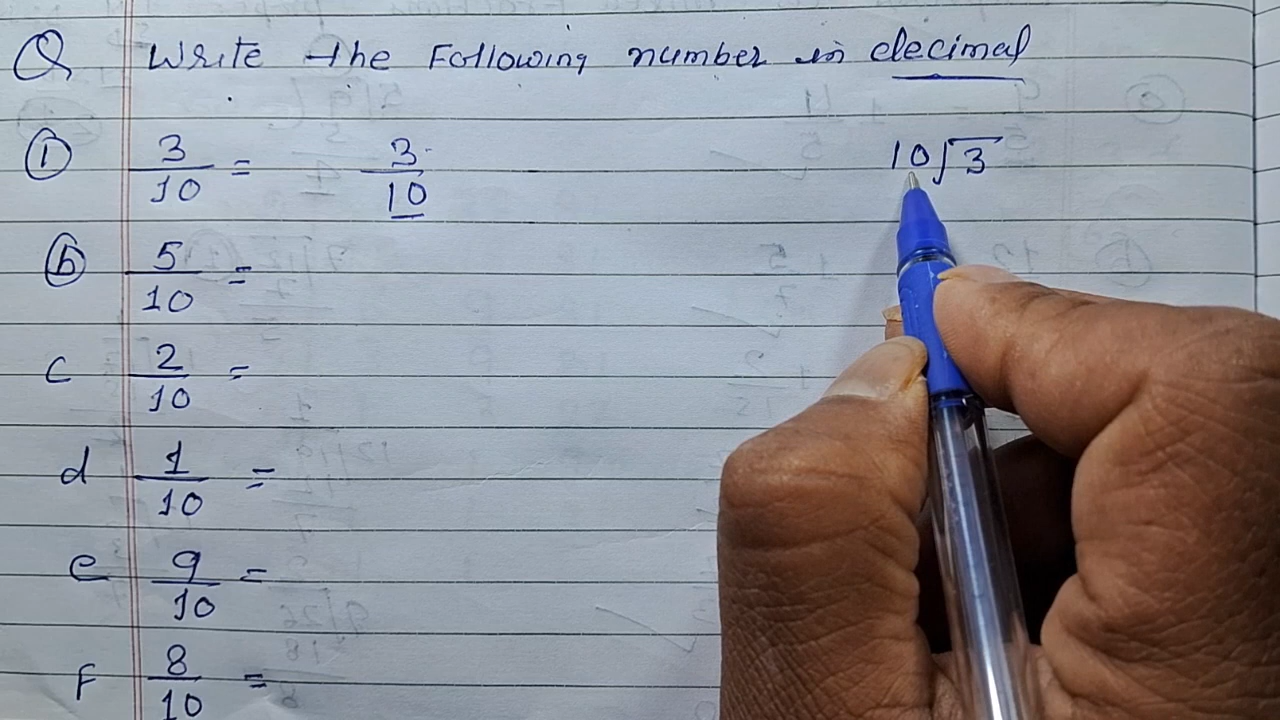 Q Write the Following number in decimal
① 3/10 = 3/10 10√3
ⓑ 5/10 =
c 2/10 =
d 1/10 =
e 9/10 =
F 8/10 =